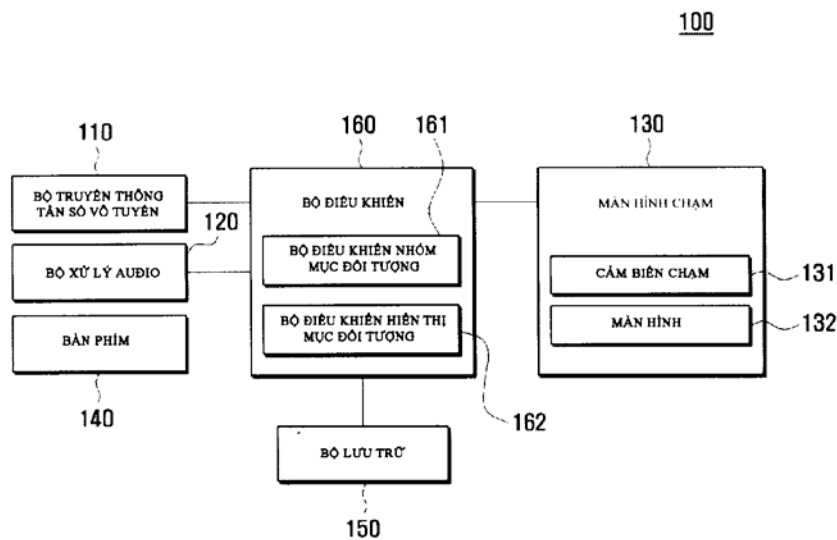 100
110
160
161
130
BỘ TRUYỀN THÔNG
TẦN SỐ VÔ TUYẾN
120
BỘ XỬ LÝ AUDIO
BÀN PHÍM
140
BỘ ĐIỀU KHIỂN
BỘ ĐIỀU KHIỂN NHÓM
MỤC ĐỐI TƯỢNG
BỘ ĐIỀU KHIỂN HIỂN THỊ
MỤC ĐỐI TƯỢNG
162
BỘ LƯU TRỮ
150
MÀN HÌNH CHẠM
CẢM BIẾN CHẠM
131
MÀN HÌNH
132